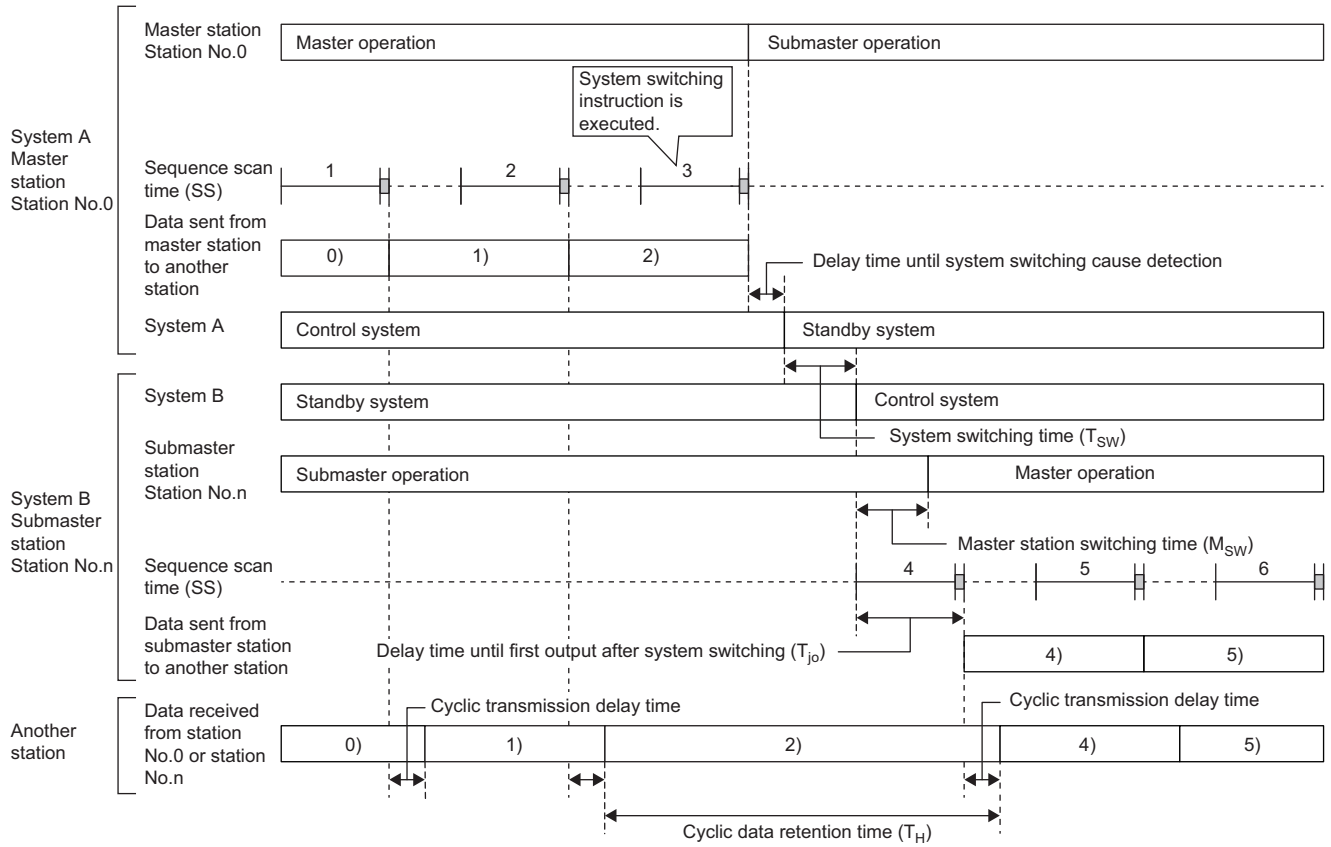 Master station
Station No.0
Master operation
Submaster operation
System switching
instruction is
executed.
System A
Master
station
Station No.0
Sequence scan
time (SS)
1
2
3
Data sent from
master station
to another
station
0)
1)
2)
Delay time until system switching cause detection
System A
Control system
Standby system
System B
Standby system
Control system
System switching time (TSW)
Submaster
station
Station No.n
Submaster operation
Master operation
System B
Submaster
station
Station No.n
Master station switching time (MSW)
Sequence scan
time (SS)
4
5
6
Data sent from
submaster station
to another station
Delay time until first output after system switching (Tjo)
4)
5)
Cyclic transmission delay time
Cyclic transmission delay time
Another
station
Data received
from station
No.0 or station
No.n
0)
1)
2)
4)
5)
Cyclic data retention time (TH)